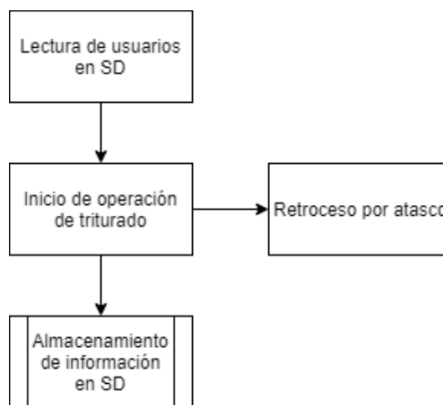 Lectura de usuarios
en SD
Inicio de operación
de triturado
Retroceso por atasco
Almacenamiento
de información
en SD